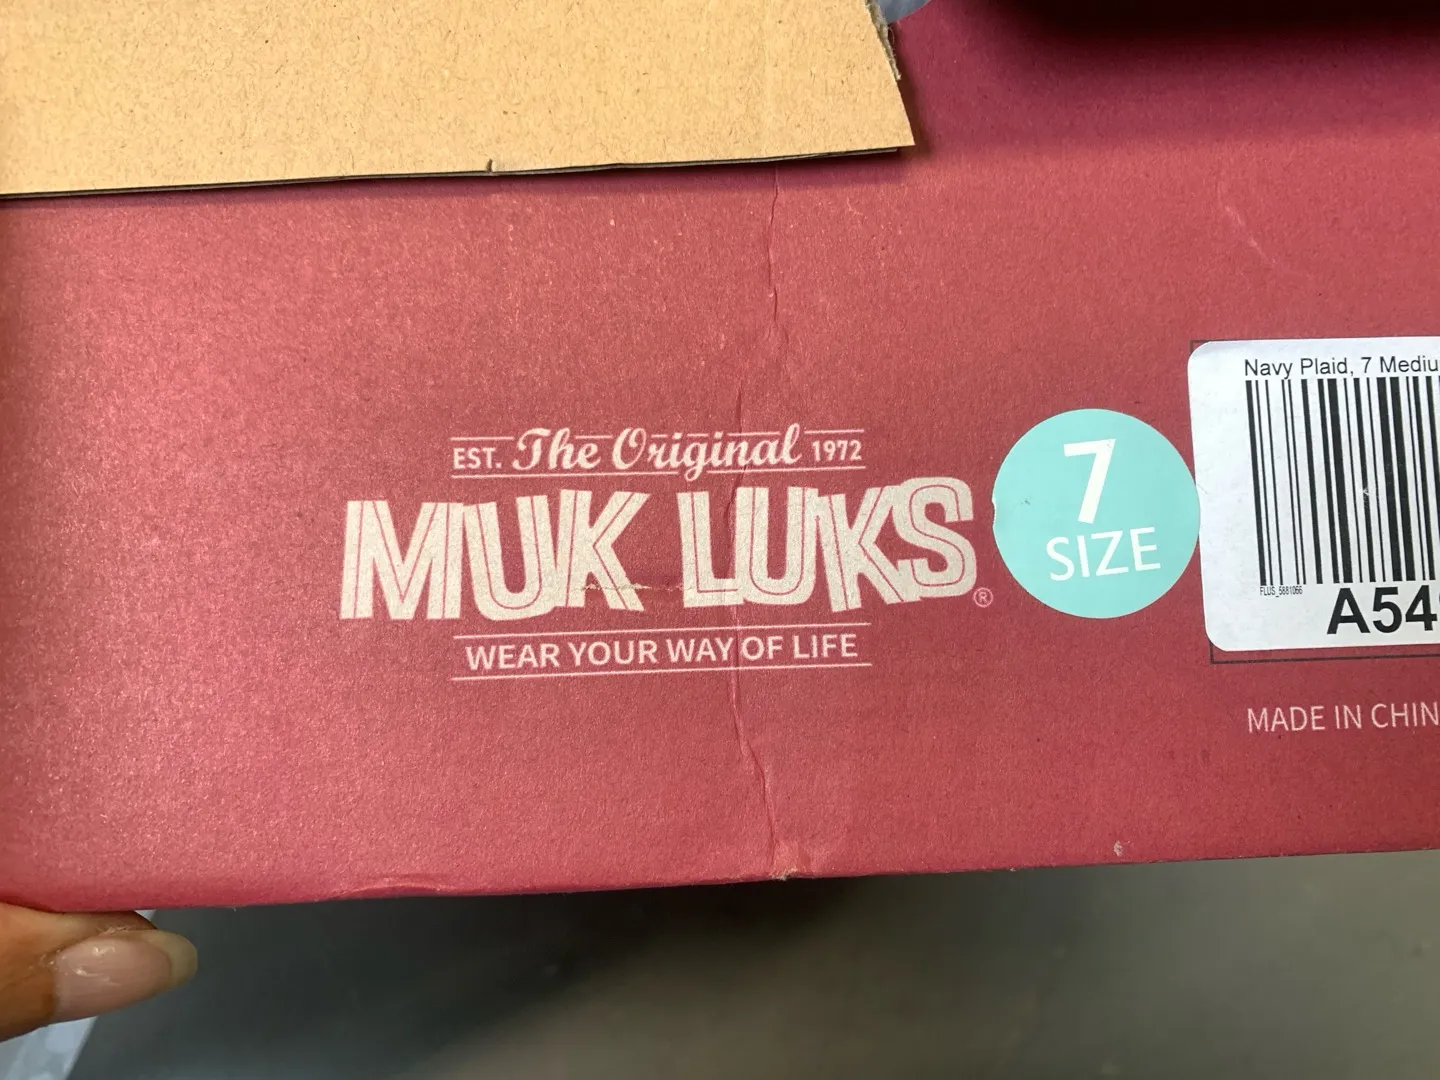 EST. The Original 1972
MUK LUKS®
WEAR YOUR WAY OF LIFE
7
SIZE
Navy Plaid, 7 Mediu
FLUS_5681066
A54
MADE IN CHIN